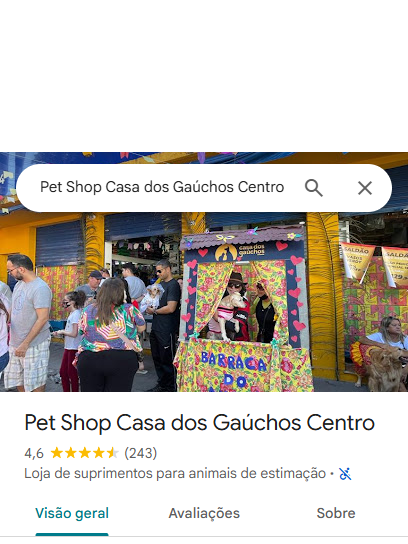 Pet Shop Casa dos Gaúchos Centro
casa dos
gaúchos
SALDÃO
SALDÃO
BARRACA
DO
Pet Shop Casa dos Gaúchos Centro
4,6 (243)
Loja de suprimentos para animais de estimação ·
Visão geral Avaliações Sobre